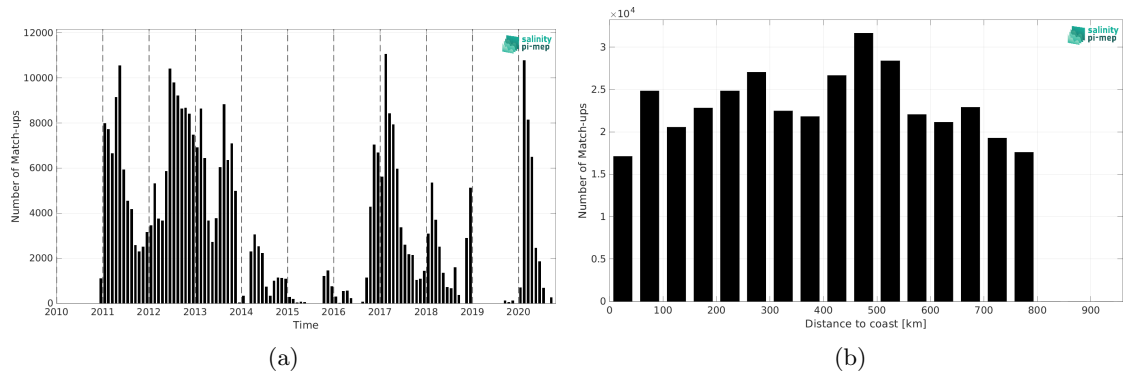 salinity
pi-mep
12000
10000
8000
6000
4000
2000
0
Number of Match-ups
2010 2011 2012 2013 2014 2015 2016 2017 2018 2019 2020
Time
(a)
×10⁴
salinity
pi-mep
3
2.5
2
1.5
1
0.5
0
Number of Match-ups
0 100 200 300 400 500 600 700 800 900
Distance to coast [km]
(b)